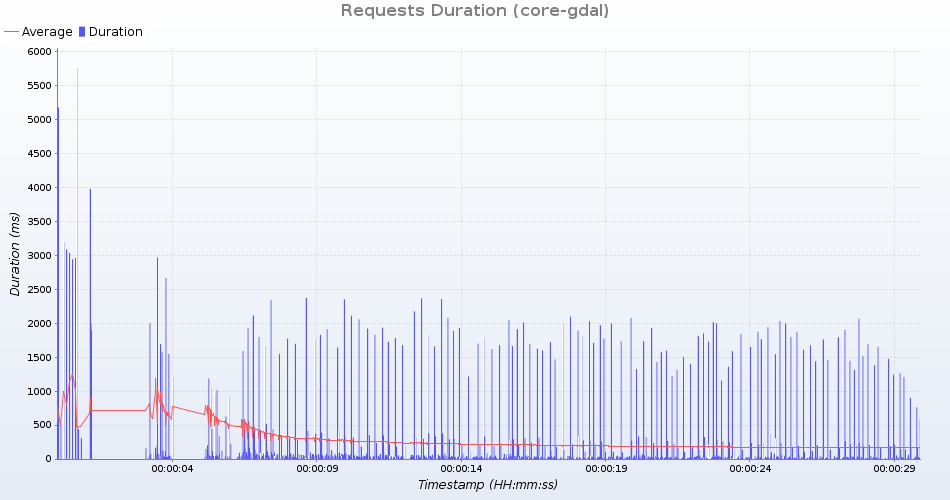 Requests Duration (core-gdal)
Average Duration
6000
5500
5000
4500
4000
3500
3000
2500
2000
1500
1000
500
0
Duration (ms)
00:00:04 00:00:09 00:00:14 00:00:19 00:00:24 00:00:29
Timestamp (HH:mm:ss)